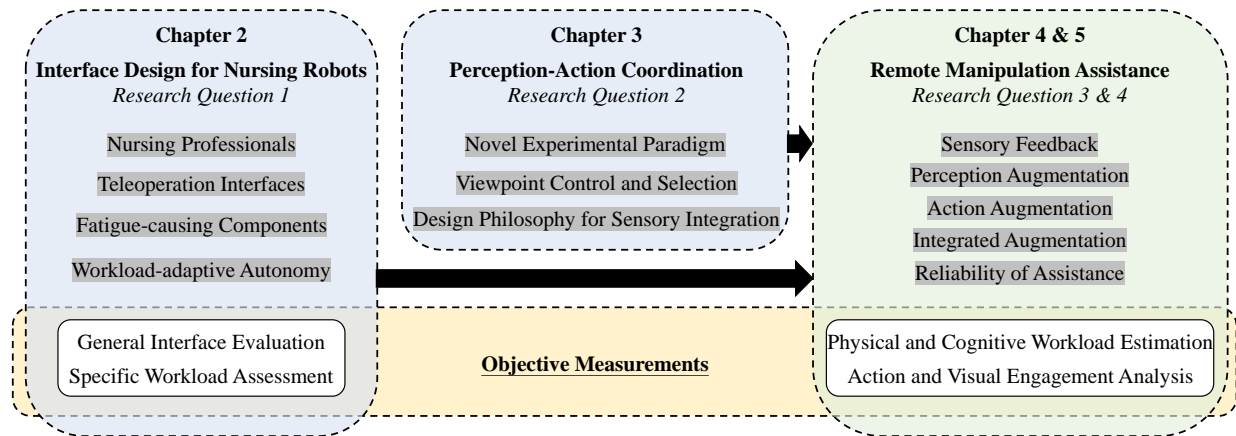 Chapter 2
Interface Design for Nursing Robots
Research Question 1
Nursing Professionals
Teleoperation Interfaces
Fatigue-causing Components
Workload-adaptive Autonomy
General Interface Evaluation
Specific Workload Assessment
Chapter 3
Perception-Action Coordination
Research Question 2
Novel Experimental Paradigm
Viewpoint Control and Selection
Design Philosophy for Sensory Integration
Objective Measurements
Chapter 4 & 5
Remote Manipulation Assistance
Research Question 3 & 4
Sensory Feedback
Perception Augmentation
Action Augmentation
Integrated Augmentation
Reliability of Assistance
Physical and Cognitive Workload Estimation
Action and Visual Engagement Analysis